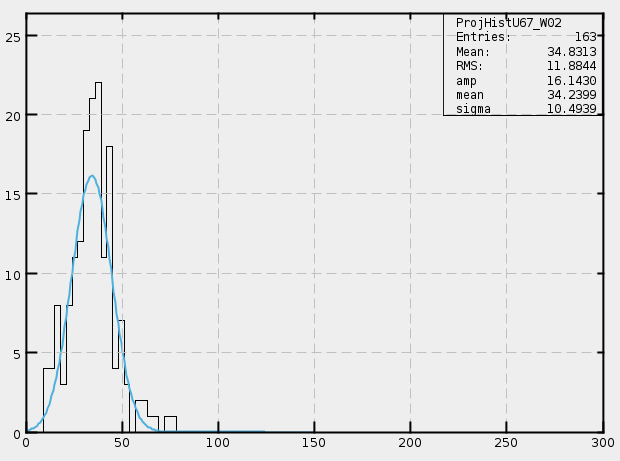 ProjHistU67_W02
Entries: 163
Mean: 34.8313
RMS: 11.8844
amp 16.1430
mean 34.2399
sigma 10.4939
25
20
15
10
5
0
0 50 100 150 200 250 300